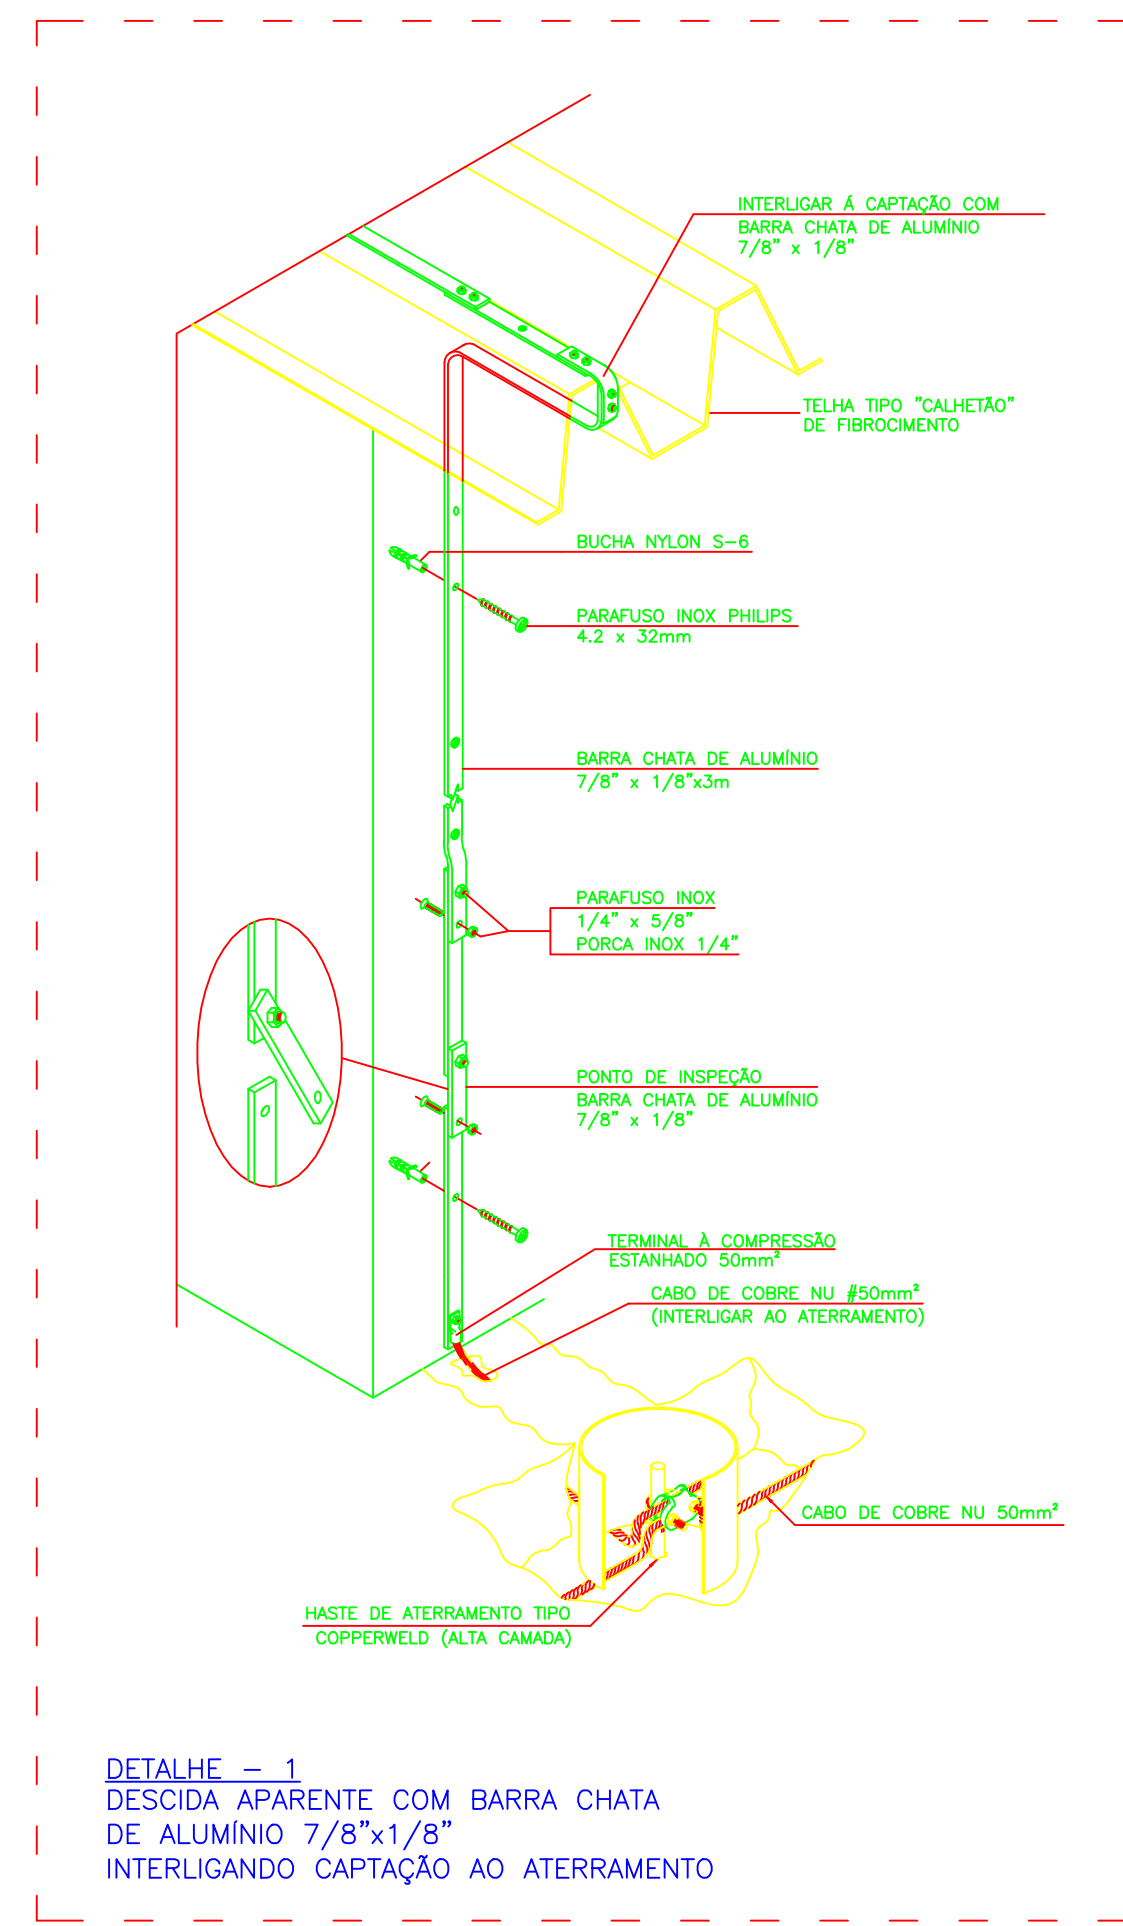 INTERLIGAR Á CAPTAÇÃO COM
BARRA CHATA DE ALUMÍNIO
7/8" x 1/8"
TELHA TIPO "CALHETÃO"
DE FIBROCIMENTO
BUCHA NYLON S-6
PARAFUSO INOX PHILIPS
4.2 x 32mm
BARRA CHATA DE ALUMÍNIO
7/8" x 1/8"x3m
PARAFUSO INOX
1/4" x 5/8"
PORCA INOX 1/4"
PONTO DE INSPEÇÃO
BARRA CHATA DE ALUMÍNIO
7/8" x 1/8"
TERMINAL À COMPRESSÃO
ESTANHADO 50mm²
CABO DE COBRE NU #50mm²
(INTERLIGAR AO ATERRAMENTO)
CABO DE COBRE NU 50mm²
HASTE DE ATERRAMENTO TIPO
COPPERWELD (ALTA CAMADA)
DETALHE - 1
DESCIDA APARENTE COM BARRA CHATA
DE ALUMÍNIO 7/8"x1/8"
INTERLIGANDO CAPTAÇÃO AO ATERRAMENTO